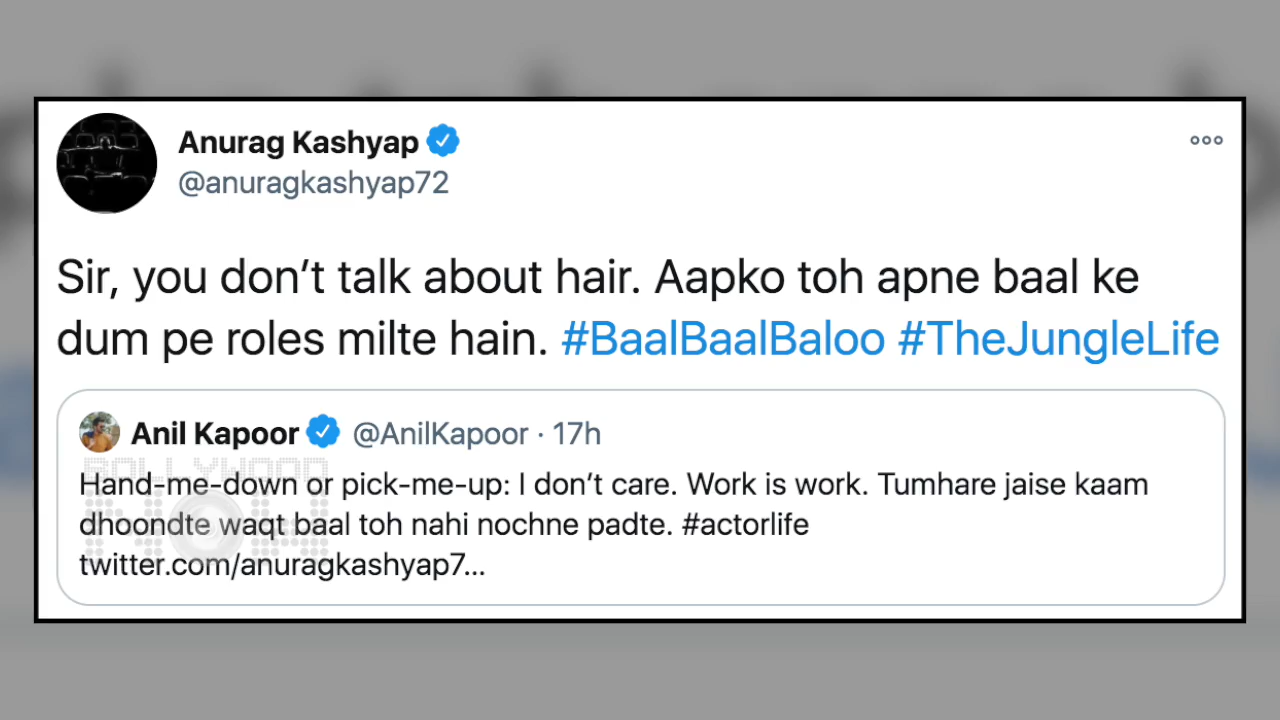 Anurag Kashyap
@anuragkashyap72
Sir, you don’t talk about hair. Aapko toh apne baal ke
dum pe roles milte hain. #BaalBaalBaloo #TheJungleLife
Anil Kapoor @AnilKapoor · 17h
Hand-me-down or pick-me-up: I don’t care. Work is work. Tumhare jaise kaam
dhoondte waqt baal toh nahi nochne padte. #actorlife
twitter.com/anuragkashyap7...
BOLLYWOOD
NOW